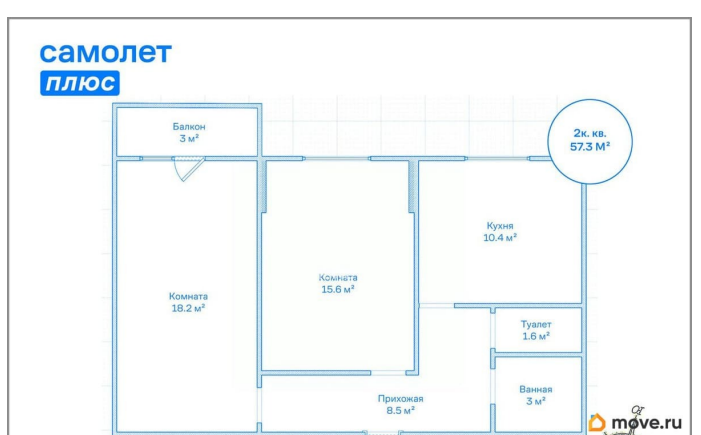 самолет
плюс
Балкон
3 м²
2к. кв.
57.3 М²
Кухня
10.4 м²
Комната
15.6 м²
Комната
18.2 м²
Туалет
1.6 м²
Ванная
3 м²
Прихожая
8.5 м²
move.ru